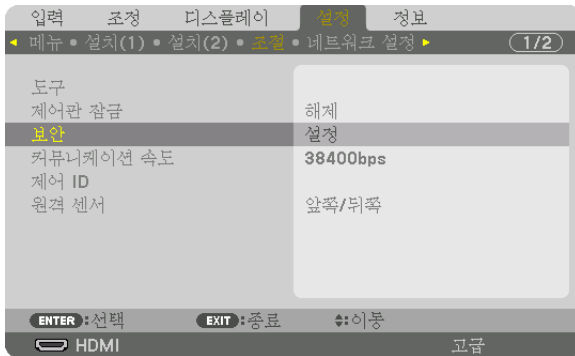 입력 조정 디스플레이 설정 정보
◀ 메뉴 • 설치(1) • 설치(2) • 조절 • 네트워크 설정 ▶ (1/2)
도구
제어판 잠금 해제
보안 설정
커뮤니케이션 속도 38400bps
제어 ID
원격 센서 앞쪽/뒤쪽
ENTER:선택 EXIT:종료 ◆:이동
HDMI 고급